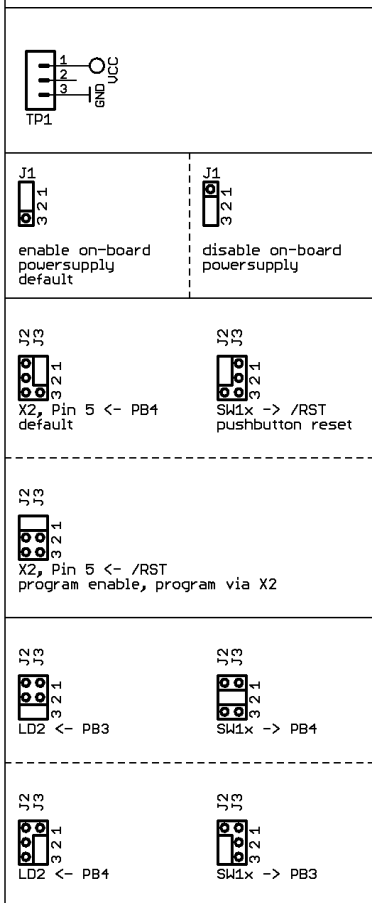 1
VCC
2
3
GND
TP1
J1
1
2
3
enable on-board
powersupply
default
J1
1
2
3
disable on-board
powersupply
J2 J3
1
2
3
X2, Pin 5 <- PB4
default
J2 J3
1
2
3
SW1x -> /RST
pushbutton reset
J2 J3
1
2
3
X2, Pin 5 <- /RST
program enable, program via X2
J2 J3
1
2
3
LD2 <- PB3
J2 J3
1
2
3
SW1x -> PB4
J2 J3
1
2
3
LD2 <- PB4
J2 J3
1
2
3
SW1x -> PB3